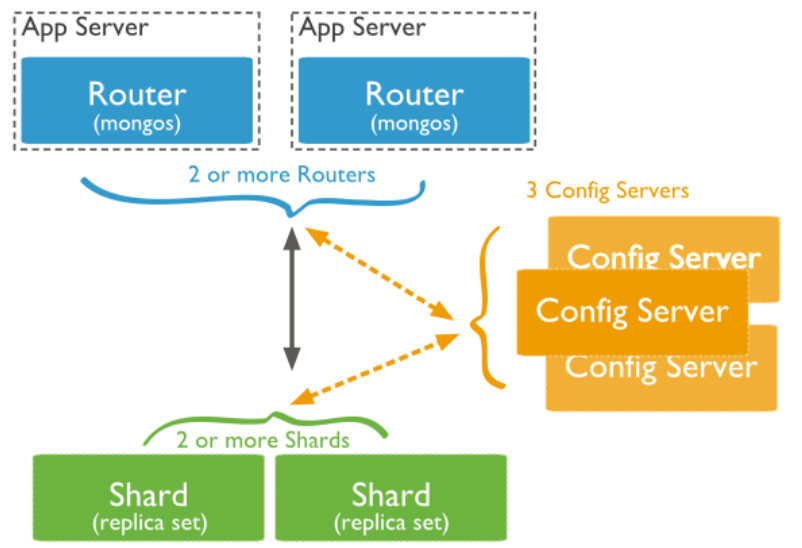 App Server
App Server
Router
(mongos)
Router
(mongos)
2 or more Routers
3 Config Servers
Config Server
Config Server
Config Server
2 or more Shards
Shard
(replica set)
Shard
(replica set)